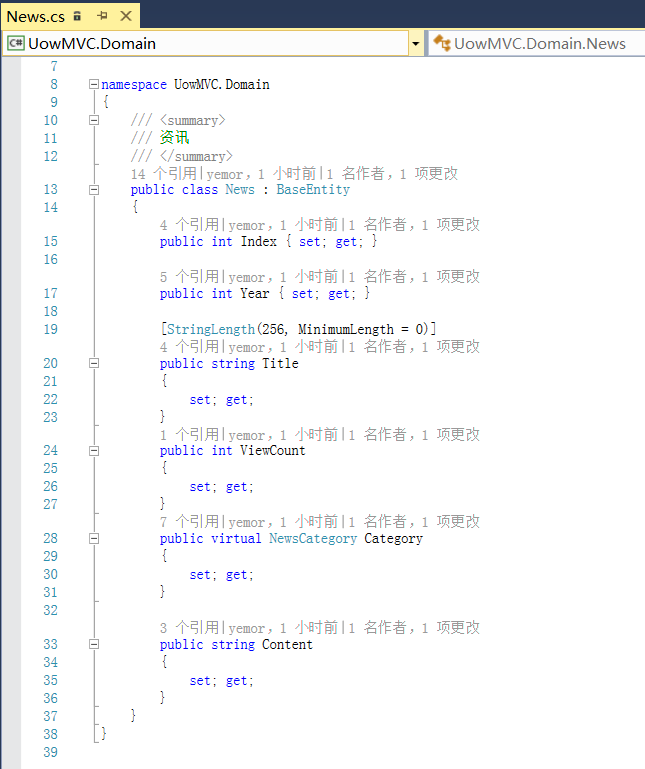 News.cs
UowMVC.Domain
UowMVC.Domain.News
7
8 namespace UowMVC.Domain
9 {
10 /// <summary>
11 /// 资讯
12 /// </summary>
14 个引用|yemor，1 小时前|1 名作者，1 项更改
13 public class News : BaseEntity
14 {
4 个引用|yemor，1 小时前|1 名作者，1 项更改
15 public int Index { set; get; }
16
5 个引用|yemor，1 小时前|1 名作者，1 项更改
17 public int Year { set; get; }
18
19 [StringLength(256, MinimumLength = 0)]
4 个引用|yemor，1 小时前|1 名作者，1 项更改
20 public string Title
21 {
22 set; get;
23 }
1 个引用|yemor，1 小时前|1 名作者，1 项更改
24 public int ViewCount
25 {
26 set; get;
27 }
7 个引用|yemor，1 小时前|1 名作者，1 项更改
28 public virtual NewsCategory Category
29 {
30 set; get;
31 }
32
3 个引用|yemor，1 小时前|1 名作者，1 项更改
33 public string Content
34 {
35 set; get;
36 }
37 }
38 }
39